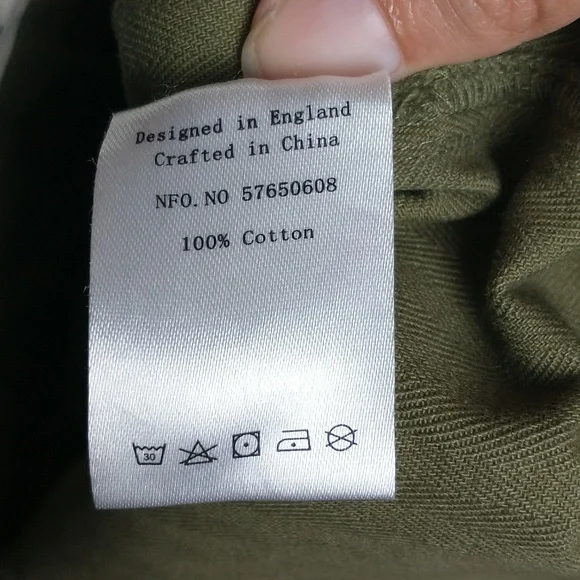 Designed in England
Crafted in China
NFO.NO 57650608
100% Cotton
30